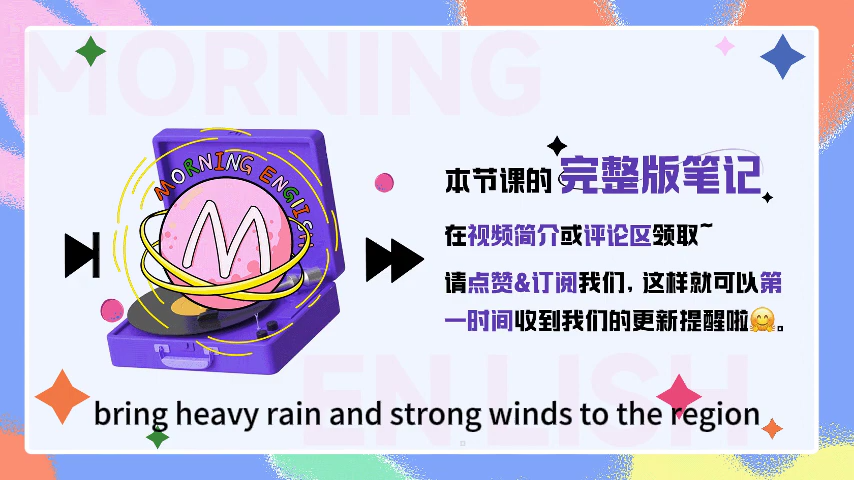 MORNING
MORNING ENGLISH
M
本节课的 完整版笔记
在视频简介或评论区领取~
请点赞&订阅我们，这样就可以第
一时间收到我们的更新提醒啦🤗。
bring heavy rain and strong winds to the region